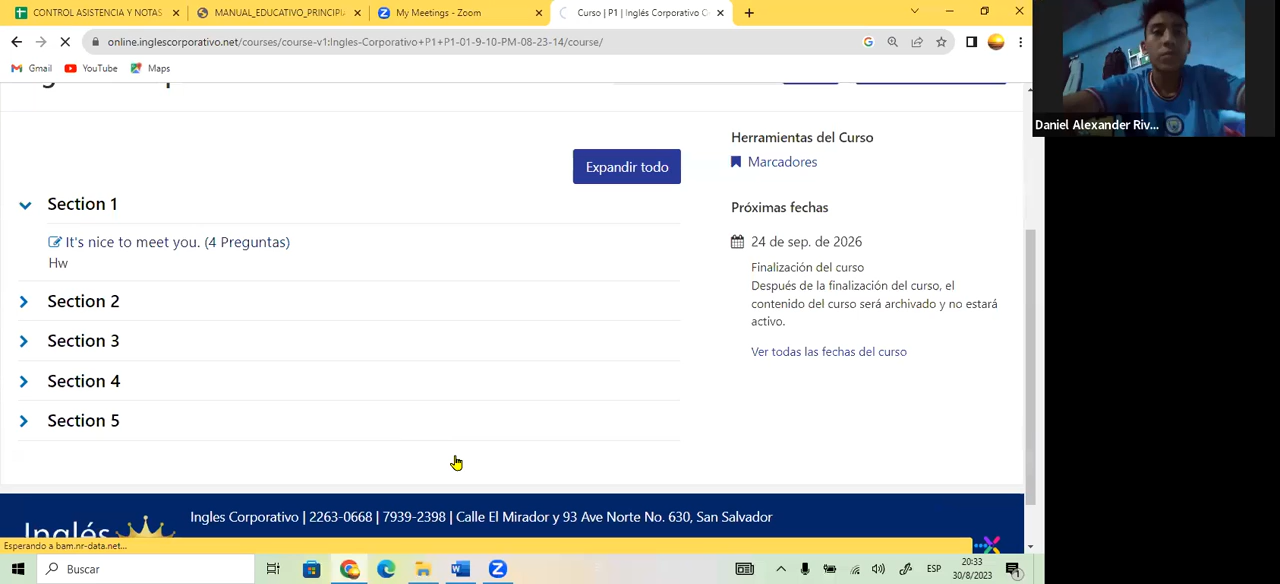 CONTROL ASISTENCIA Y NOTAS
MANUAL_EDUCATIVO_PRINCIPI
My Meetings - Zoom
Curso | P1 | Inglés Corporativo C
online.inglescorporativo.net/courses/course-v1:Ingles-Corporativo+P1+P1-01-9-10-PM-08-23-14/course/
Gmail
YouTube
Maps
Daniel Alexander Riv...
Herramientas del Curso
Marcadores
Expandir todo
Section 1
It's nice to meet you. (4 Preguntas)
Hw
Section 2
Section 3
Section 4
Section 5
Próximas fechas
24 de sep. de 2026
Finalización del curso
Después de la finalización del curso, el
contenido del curso será archivado y no estará
activo.
Ver todas las fechas del curso
Inglés
Ingles Corporativo | 2263-0668 | 7939-2398 | Calle El Mirador y 93 Ave Norte No. 630, San Salvador
Esperando a bam.nr-data.net...
Buscar
ESP
20:33
30/8/2023
1